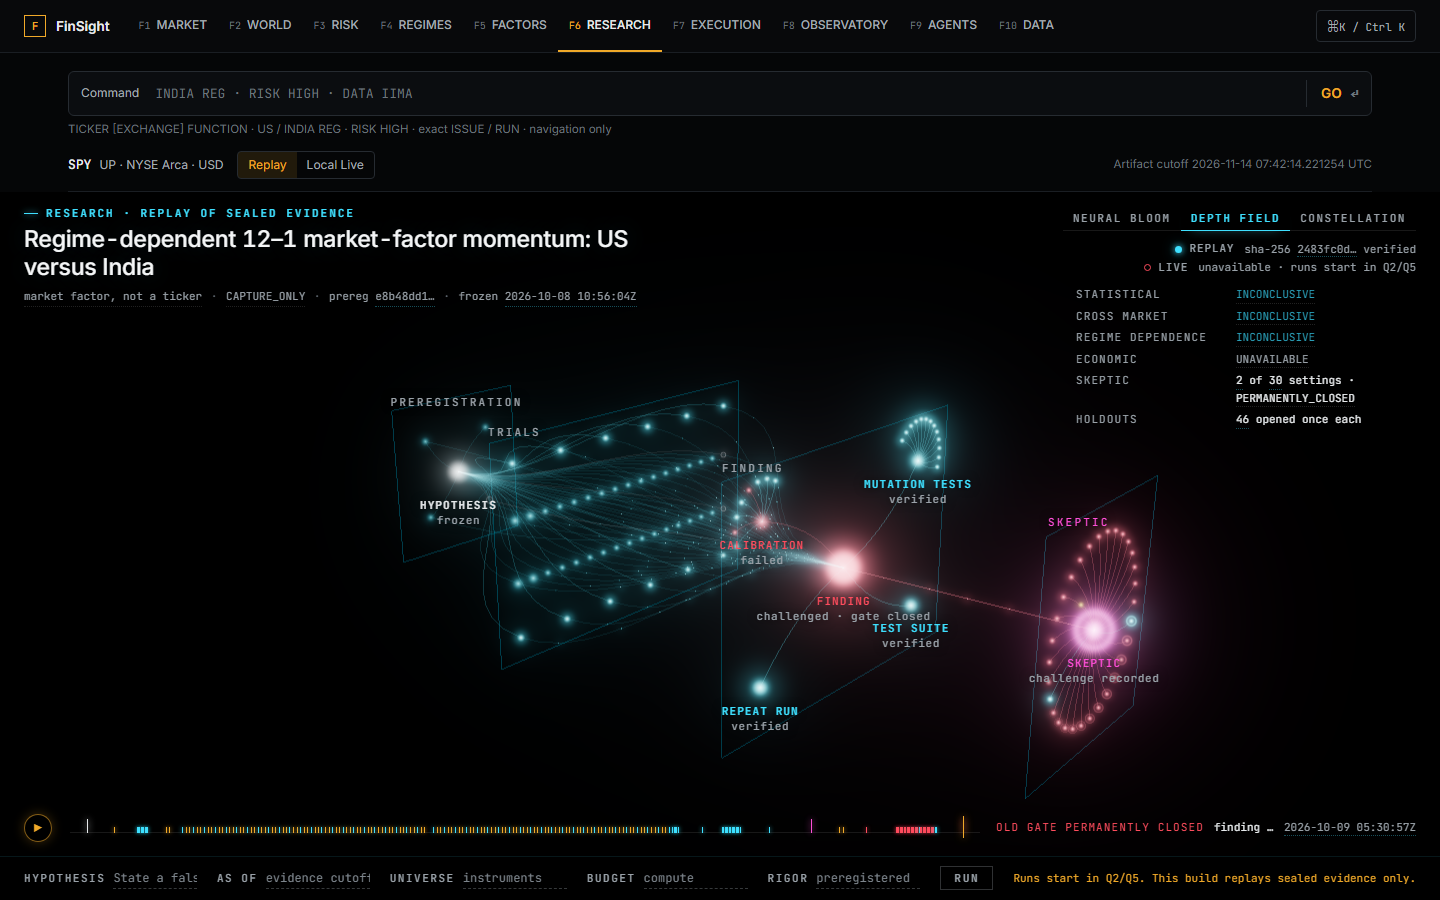 F FinSight F1 MARKET F2 WORLD F3 RISK F4 REGIMES F5 FACTORS F6 RESEARCH F7 EXECUTION F8 OBSERVATORY F9 AGENTS F10 DATA ⌘K / Ctrl K
Command INDIA REG · RISK HIGH · DATA IIMA GO ↵
TICKER [EXCHANGE] FUNCTION · US / INDIA REG · RISK HIGH · exact ISSUE / RUN · navigation only
SPY UP · NYSE Arca · USD Replay Local Live Artifact cutoff 2026-11-14 07:42:14.221254 UTC
RESEARCH · REPLAY OF SEALED EVIDENCE
Regime-dependent 12–1 market-factor momentum: US
versus India
market factor, not a ticker · CAPTURE_ONLY · prereg e8b48dd1… · frozen 2026-10-08 10:56:04Z
NEURAL BLOOM DEPTH FIELD CONSTELLATION
REPLAY sha-256 2483fc0d… verified
LIVE unavailable · runs start in Q2/Q5
STATISTICAL INCONCLUSIVE
CROSS MARKET INCONCLUSIVE
REGIME DEPENDENCE INCONCLUSIVE
ECONOMIC UNAVAILABLE
SKEPTIC 2 of 30 settings ·
PERMANENTLY_CLOSED
HOLDOUTS 46 opened once each
PREREGISTRATION
TRIALS
FINDING
MUTATION TESTS
verified
HYPOTHESIS
frozen
SKEPTIC
CALIBRATION
failed
FINDING
challenged · gate closed
TEST SUITE
verified
SKEPTIC
challenge recorded
REPEAT RUN
verified
OLD GATE PERMANENTLY CLOSED finding … 2026-10-09 05:30:57Z
HYPOTHESIS State a fals AS OF evidence cutoff UNIVERSE instruments BUDGET compute RIGOR preregistered RUN Runs start in Q2/Q5. This build replays sealed evidence only.